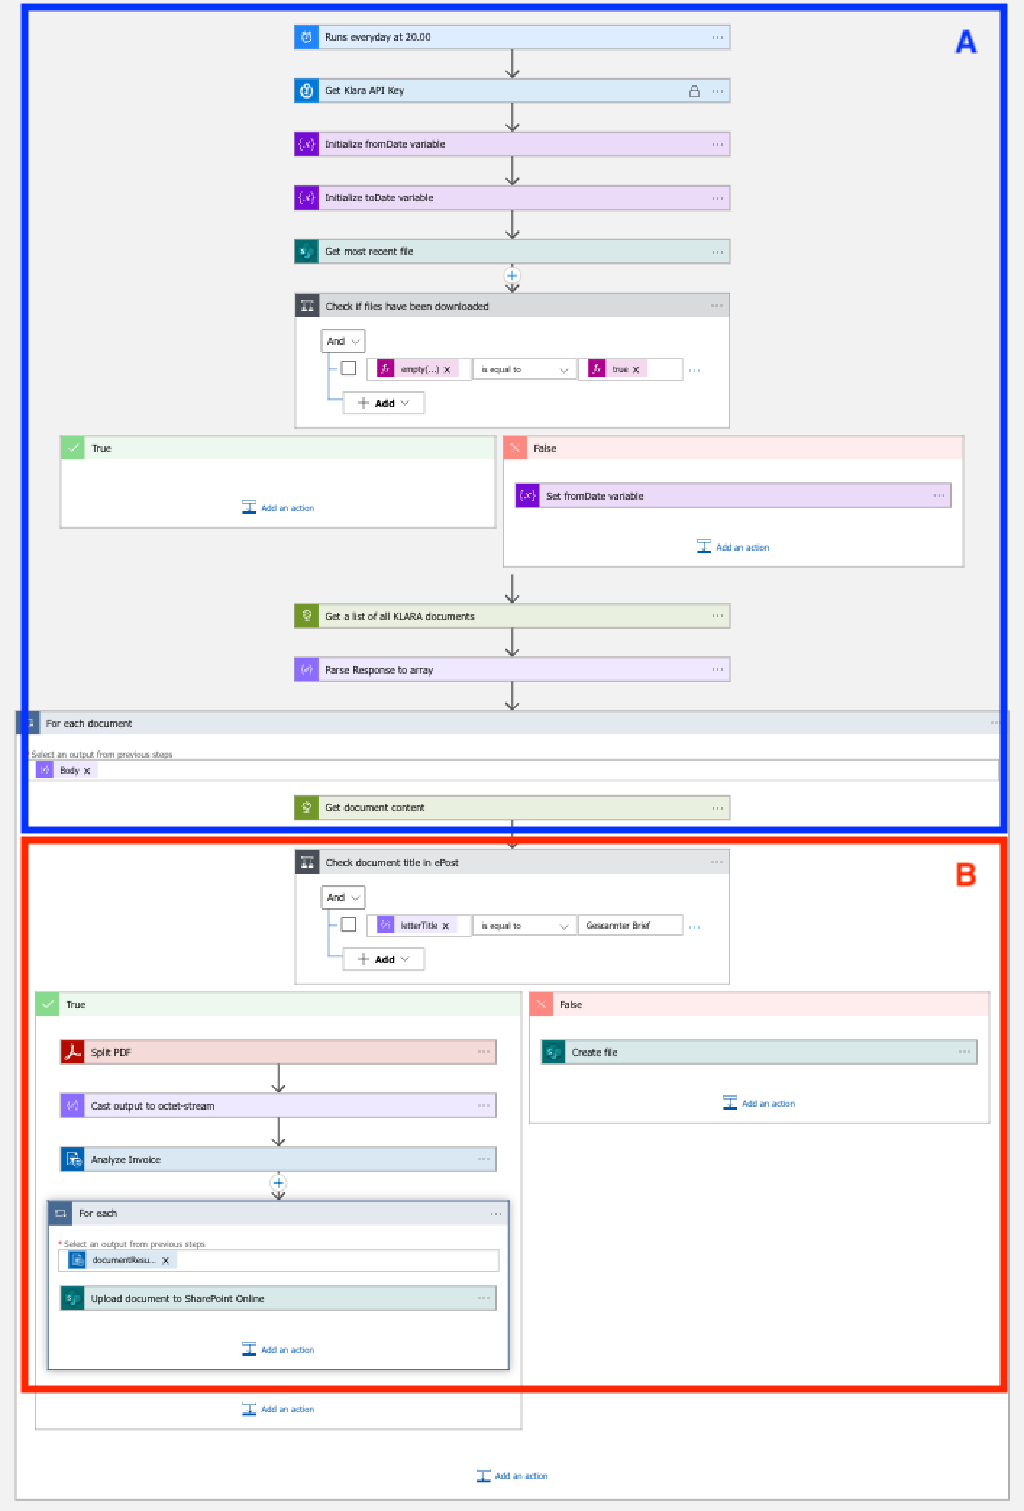 A
Runs everyday at 20.00
Get Klara API Key
Initialize fromDate variable
Initialize toDate variable
Get most recent file
Check if files have been downloaded
And
empty(...) x is equal to true x
+ Add
True
False
Set fromDate variable
Add an action
Add an action
Get a list of all KLARA documents
Parse Response to array
For each document
Select an output from previous steps
Body x
Get document content
B
Check document title in ePost
And
letterTitle x is equal to Gescannter Brief
+ Add
True
False
Split PDF
Create file
Cast output to octet-stream
Add an action
Analyze Invoice
For each
* Select an output from previous steps
documentResu... x
Upload document to SharePoint Online
Add an action
Add an action
Add an action